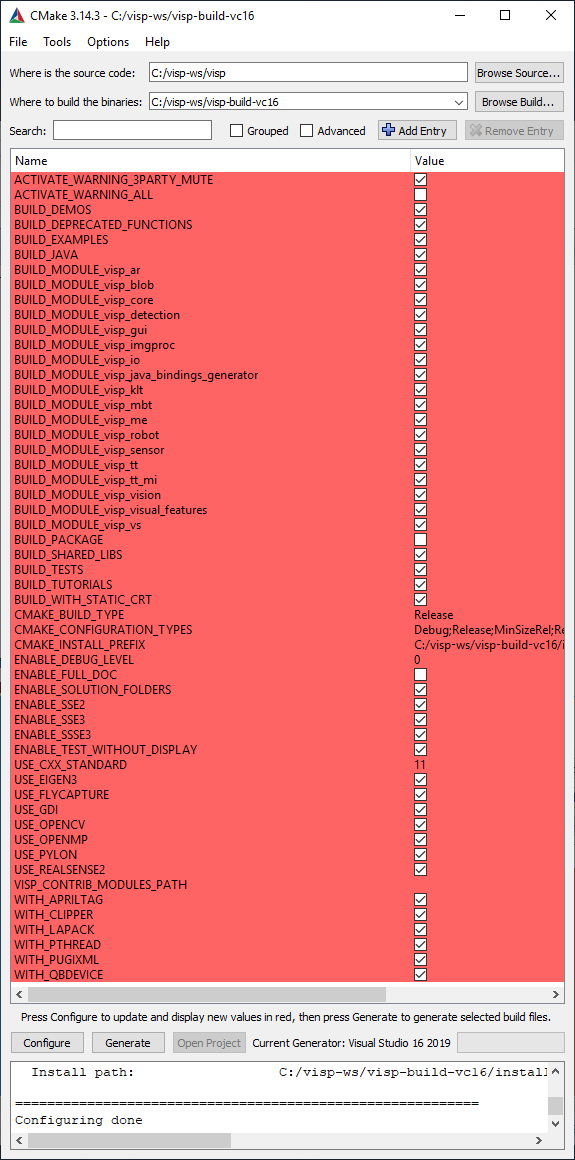 CMake 3.14.3 - C:/visp-ws/visp-build-vc16
File Tools Options Help
Where is the source code: C:/visp-ws/visp Browse Source...
Where to build the binaries: C:/visp-ws/visp-build-vc16 Browse Build...
Search: Grouped Advanced Add Entry Remove Entry
Name Value
ACTIVATE_WARNING_3PARTY_MUTE
ACTIVATE_WARNING_ALL
BUILD_DEMOS
BUILD_DEPRECATED_FUNCTIONS
BUILD_EXAMPLES
BUILD_JAVA
BUILD_MODULE_visp_ar
BUILD_MODULE_visp_blob
BUILD_MODULE_visp_core
BUILD_MODULE_visp_detection
BUILD_MODULE_visp_gui
BUILD_MODULE_visp_imgproc
BUILD_MODULE_visp_io
BUILD_MODULE_visp_java_bindings_generator
BUILD_MODULE_visp_klt
BUILD_MODULE_visp_mbt
BUILD_MODULE_visp_me
BUILD_MODULE_visp_robot
BUILD_MODULE_visp_sensor
BUILD_MODULE_visp_tt
BUILD_MODULE_visp_tt_mi
BUILD_MODULE_visp_vision
BUILD_MODULE_visp_visual_features
BUILD_MODULE_visp_vs
BUILD_PACKAGE
BUILD_SHARED_LIBS
BUILD_TESTS
BUILD_TUTORIALS
BUILD_WITH_STATIC_CRT
CMAKE_BUILD_TYPE Release
CMAKE_CONFIGURATION_TYPES Debug;Release;MinSizeRel;Re
CMAKE_INSTALL_PREFIX C:/visp-ws/visp-build-vc16/i
ENABLE_DEBUG_LEVEL 0
ENABLE_FULL_DOC
ENABLE_SOLUTION_FOLDERS
ENABLE_SSE2
ENABLE_SSE3
ENABLE_SSSE3
ENABLE_TEST_WITHOUT_DISPLAY
USE_CXX_STANDARD 11
USE_EIGEN3
USE_FLYCAPTURE
USE_GDI
USE_OPENCV
USE_OPENMP
USE_PYLON
USE_REALSENSE2
VISP_CONTRIB_MODULES_PATH
WITH_APRILTAG
WITH_CLIPPER
WITH_LAPACK
WITH_PTHREAD
WITH_PUGIXML
WITH_QBDEVICE
Press Configure to update and display new values in red, then press Generate to generate selected build files.
Configure Generate Open Project Current Generator: Visual Studio 16 2019
Install path: C:/visp-ws/visp-build-vc16/install
==========================================================
Configuring done